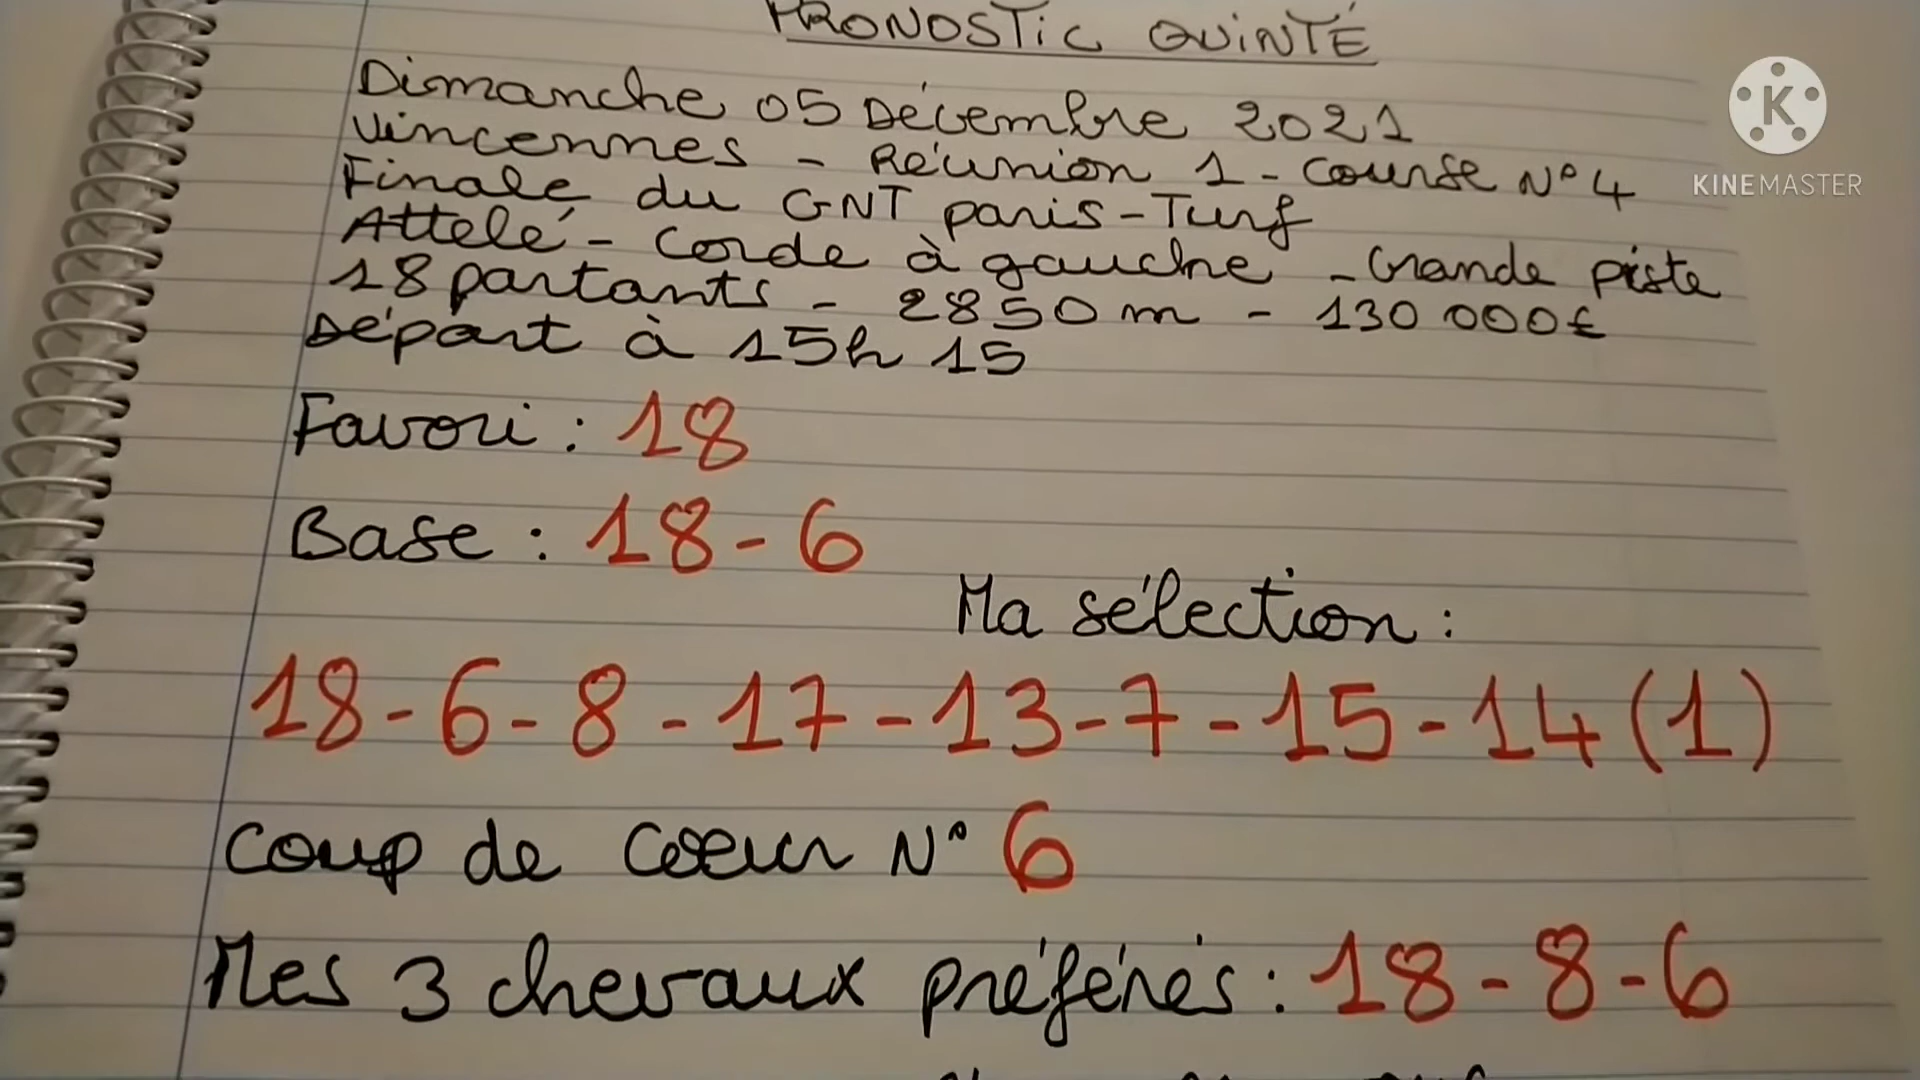 PRONOSTIC QUINTÉ
Dimanche 05 Décembre 2021
Vincennes - Réunion 1 - Course N° 4
Finale du GNT Paris-Turf
Attelé - Corde à gauche - Grande piste
18 partants - 2850 m - 130 000€
Départ à 15h 15
Favori : 18
Base : 18 - 6
Ma sélection :
18 - 6 - 8 - 17 - 13 - 7 - 15 - 14 (1)
Coup de coeur N° 6
Mes 3 chevaux préférés : 18 - 8 - 6
K
KINEMASTER